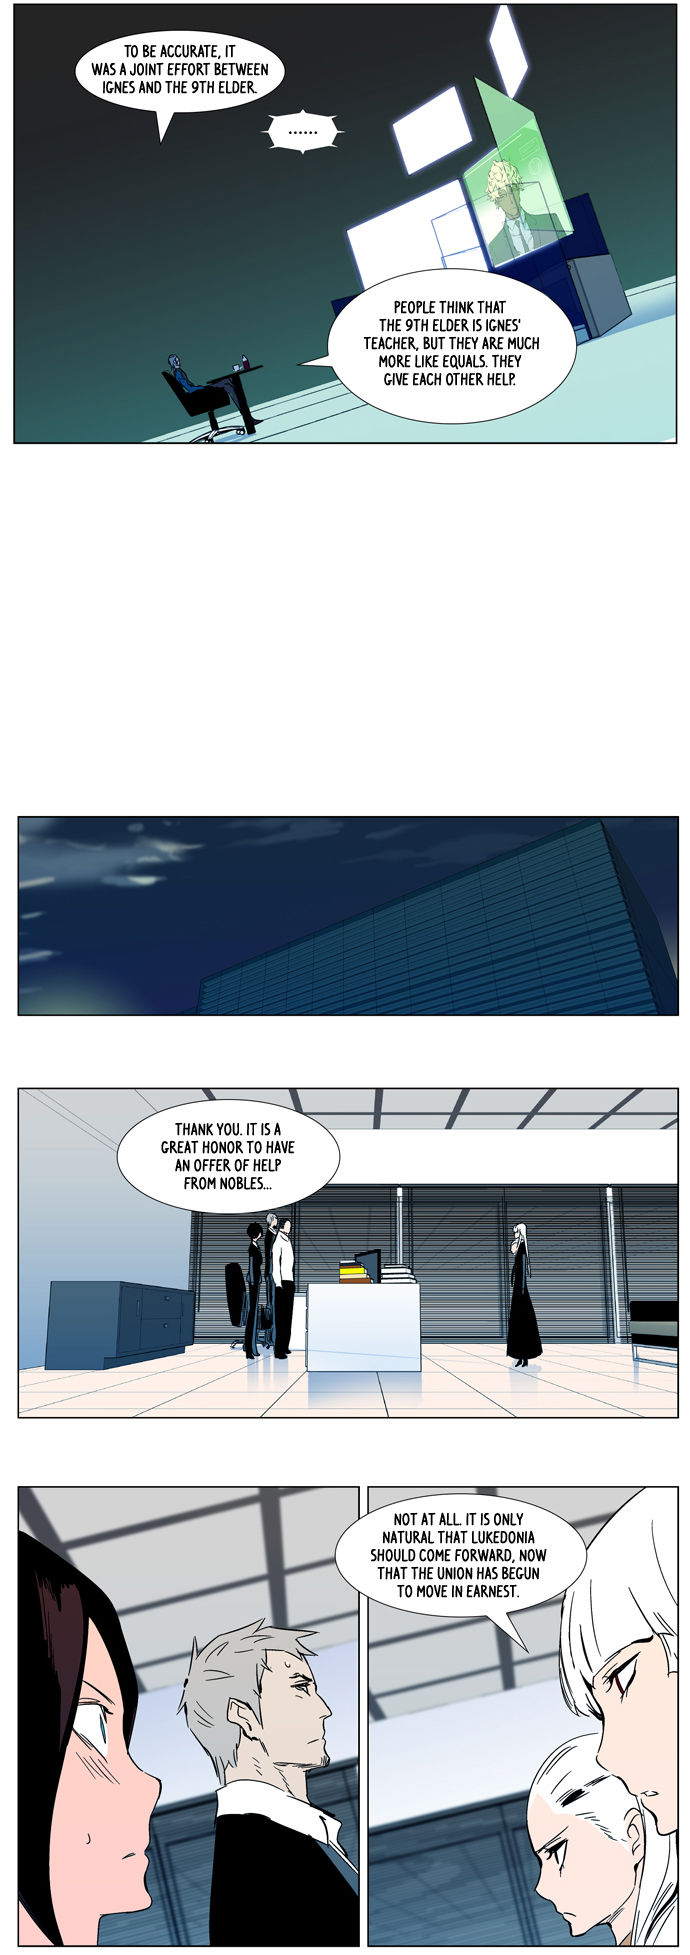 TO BE ACCURATE, IT
WAS A JOINT EFFORT BETWEEN
IGNES AND THE 9TH ELDER.
......
PEOPLE THINK THAT
THE 9TH ELDER IS IGNES'
TEACHER, BUT THEY ARE MUCH
MORE LIKE EQUALS. THEY
GIVE EACH OTHER HELP.
THANK YOU. IT IS A
GREAT HONOR TO HAVE
AN OFFER OF HELP
FROM NOBLES...
NOT AT ALL. IT IS ONLY
NATURAL THAT LUKEDONIA
SHOULD COME FORWARD, NOW
THAT THE UNION HAS BEGUN
TO MOVE IN EARNEST.